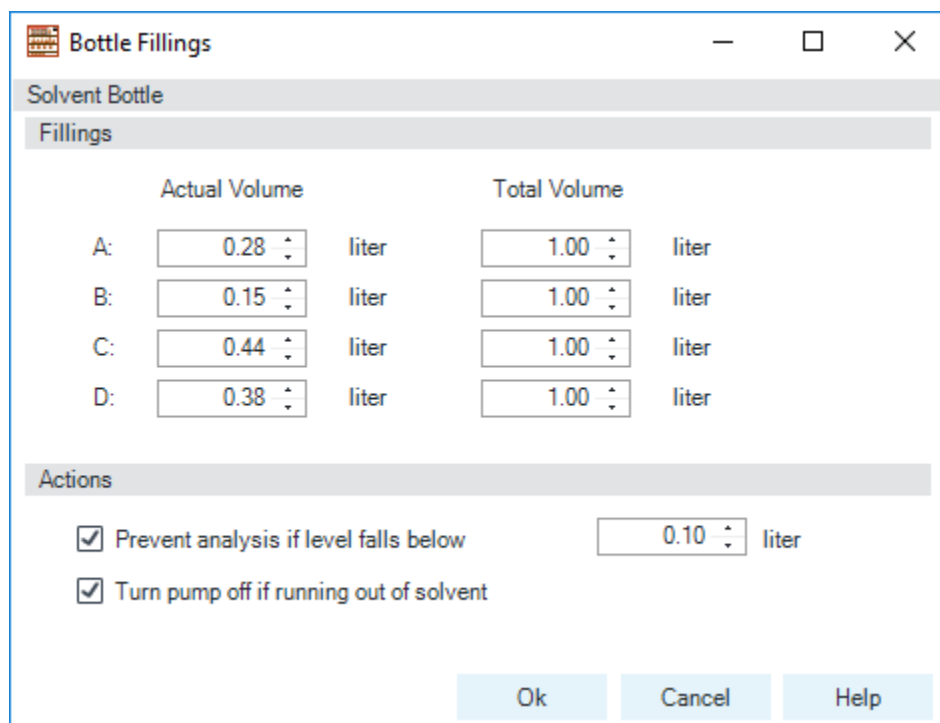 Bottle Fillings
Solvent Bottle
Fillings
Actual Volume Total Volume
A: 0.28 liter 1.00 liter
B: 0.15 liter 1.00 liter
C: 0.44 liter 1.00 liter
D: 0.38 liter 1.00 liter
Actions
Prevent analysis if level falls below 0.10 liter
Turn pump off if running out of solvent
Ok Cancel Help